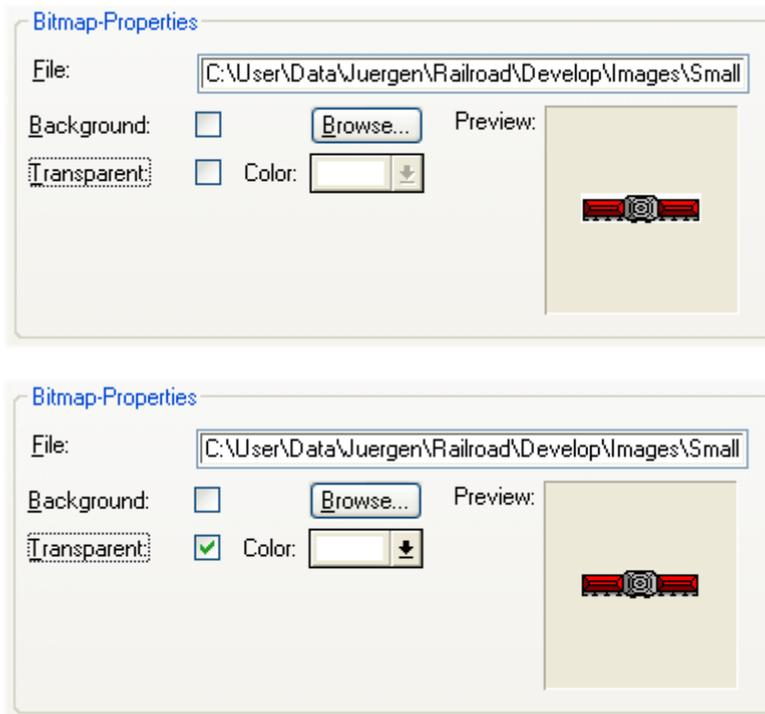 Bitmap-Properties
File: C:\User\Data\Juergen\Railroad\Develop\Images\Small
Background: Browse... Preview:
Transparent: Color:
Bitmap-Properties
File: C:\User\Data\Juergen\Railroad\Develop\Images\Small
Background: Browse... Preview:
Transparent: Color: